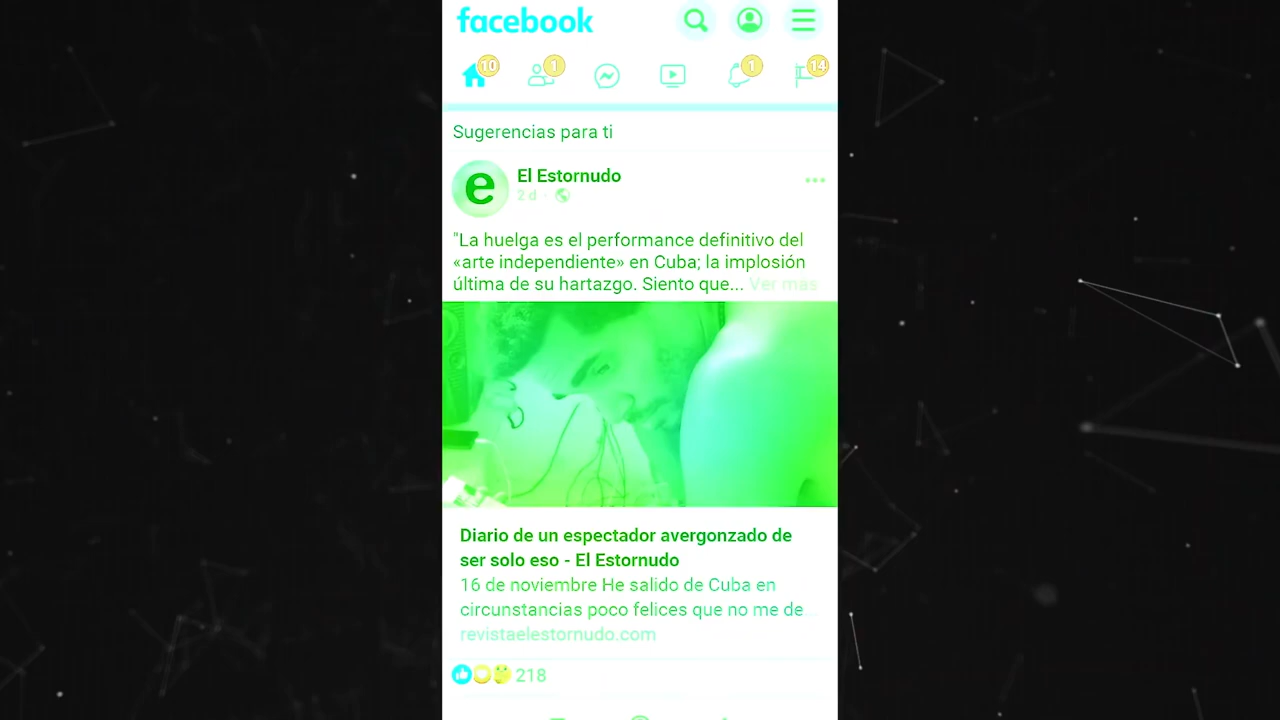 facebook
10
1
1
14
Sugerencias para ti
e
El Estornudo
2 d ·
"La huelga es el performance definitivo del
«arte independiente» en Cuba; la implosión
última de su hartazgo. Siento que... Ver mas
Diario de un espectador avergonzado de
ser solo eso - El Estornudo
16 de noviembre He salido de Cuba en
circunstancias poco felices que no me de
revistaelestornudo.com
218